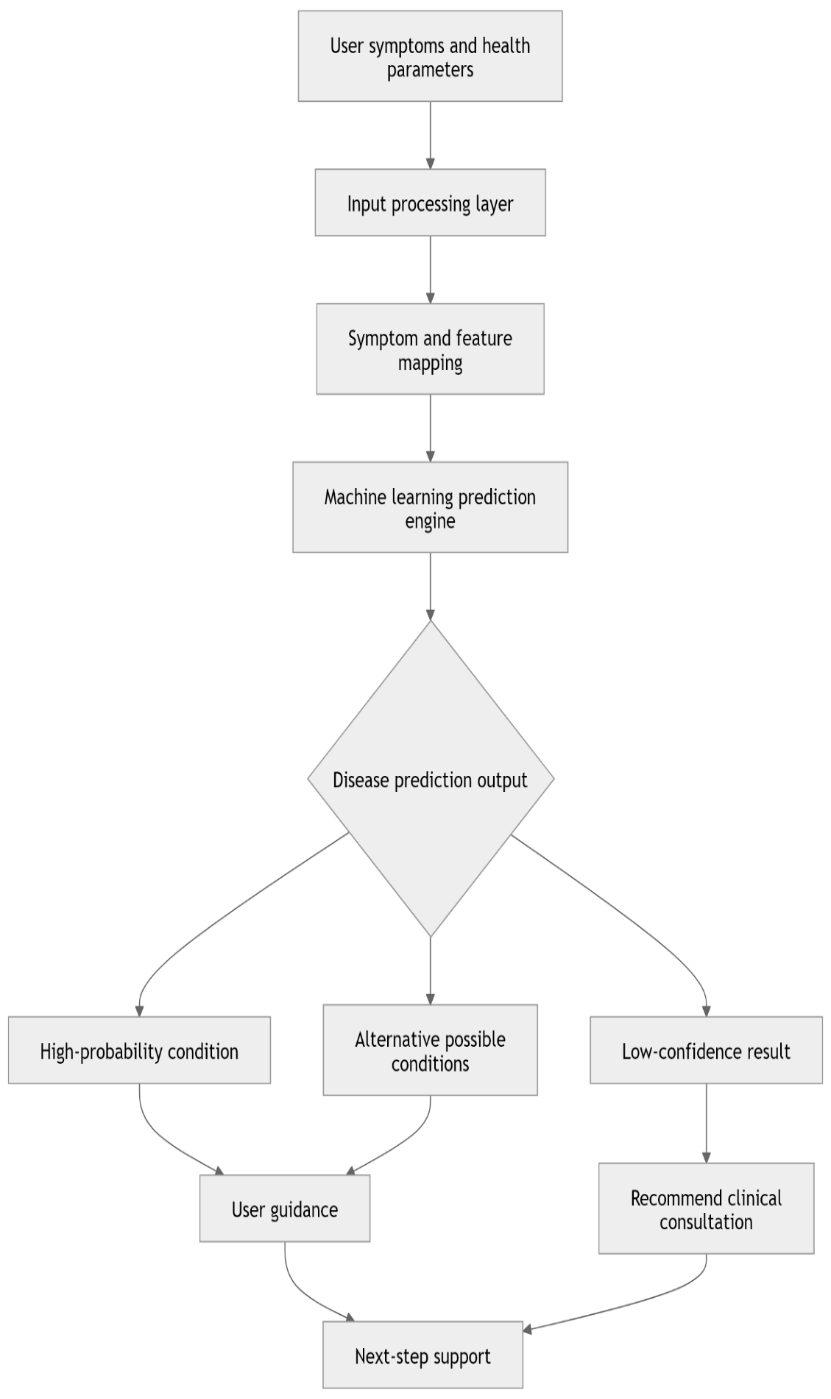 User symptoms and health
parameters
Input processing layer
Symptom and feature
mapping
Machine learning prediction
engine
Disease prediction output
High-probability condition
Alternative possible
conditions
Low-confidence result
User guidance
Recommend clinical
consultation
Next-step support